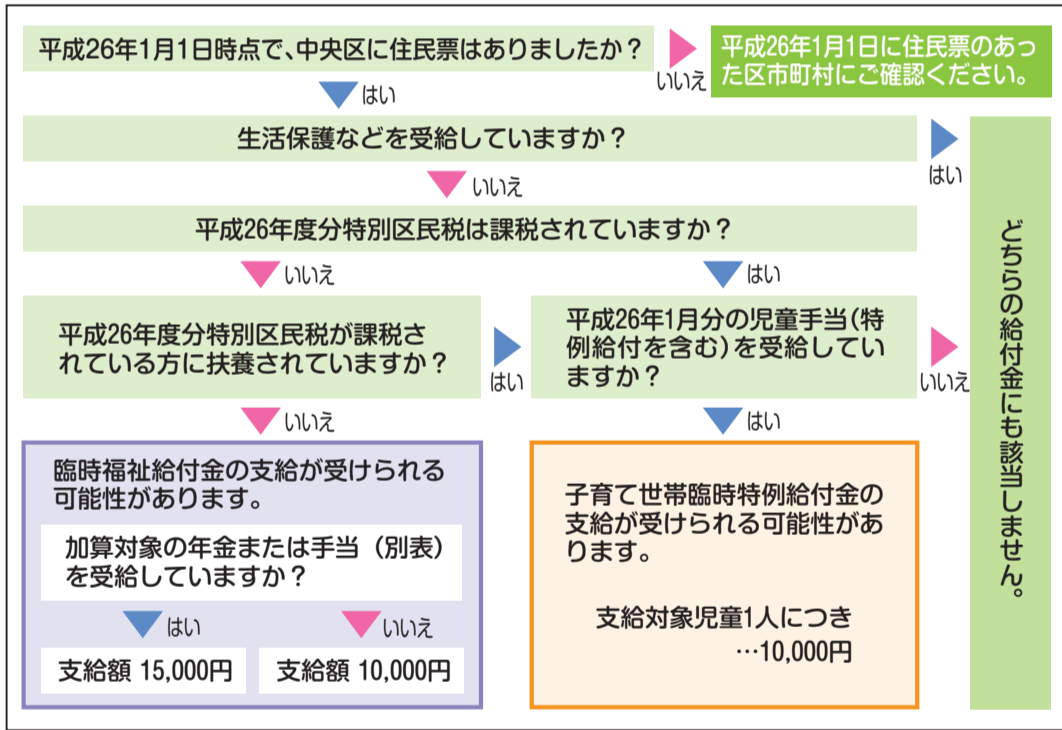 平成26年1月1日時点で、中央区に住民票はありましたか？
いいえ
平成26年1月1日に住民票のあっ
た区市町村にご確認ください。
はい
生活保護などを受給していますか？
はい
いいえ
平成26年度分特別区民税は課税されていますか？
いいえ
はい
平成26年度分特別区民税が課税さ
れている方に扶養されていますか？
はい
平成26年1月分の児童手当（特
例給付を含む）を受給してい
ますか？
いいえ
どちらの給付金にも該当しません。
いいえ
はい
臨時福祉給付金の支給が受けられる
可能性があります。
加算対象の年金または手当（別表）
を受給していますか？
はい
いいえ
支給額 15,000円
支給額 10,000円
子育て世帯臨時特例給付金の
支給が受けられる可能性があ
ります。
支給対象児童1人につき
…10,000円